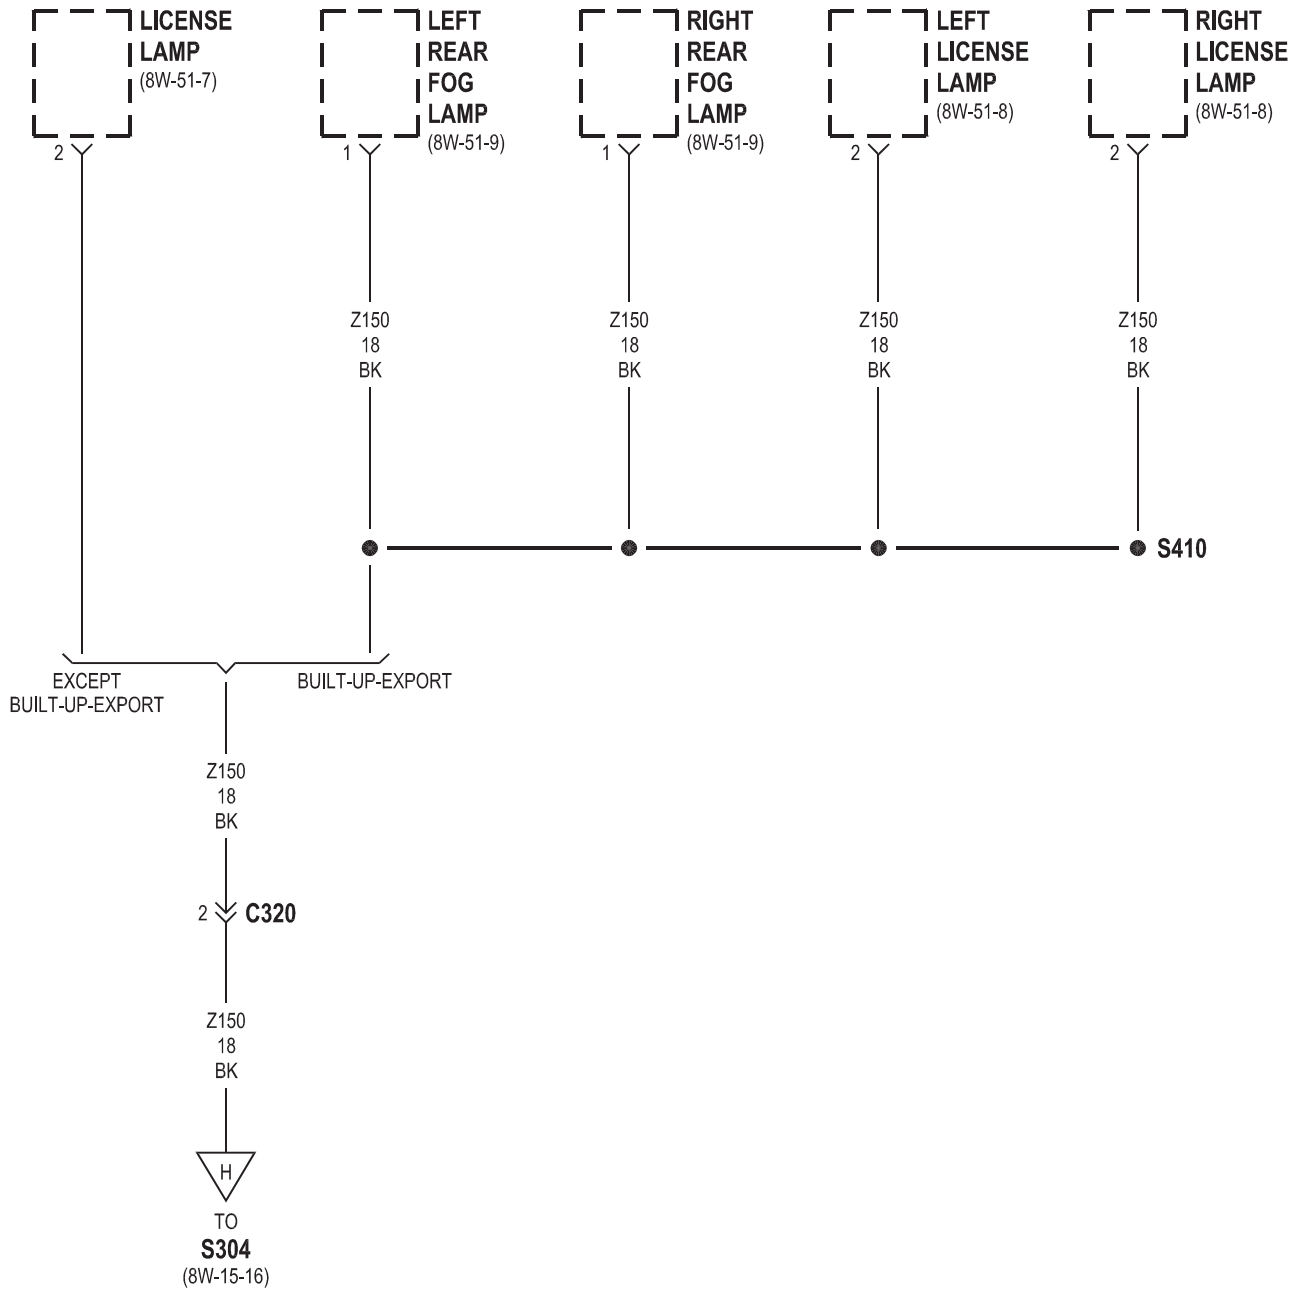 LICENSE
LAMP
(8W-51-7)
2
LEFT
REAR
FOG
LAMP
(8W-51-9)
1
RIGHT
REAR
FOG
LAMP
(8W-51-9)
1
LEFT
LICENSE
LAMP
(8W-51-8)
2
RIGHT
LICENSE
LAMP
(8W-51-8)
2
Z150
18
BK
Z150
18
BK
Z150
18
BK
Z150
18
BK
S410
EXCEPT
BUILT-UP-EXPORT
BUILT-UP-EXPORT
Z150
18
BK
2
C320
Z150
18
BK
H
TO
S304
(8W-15-16)